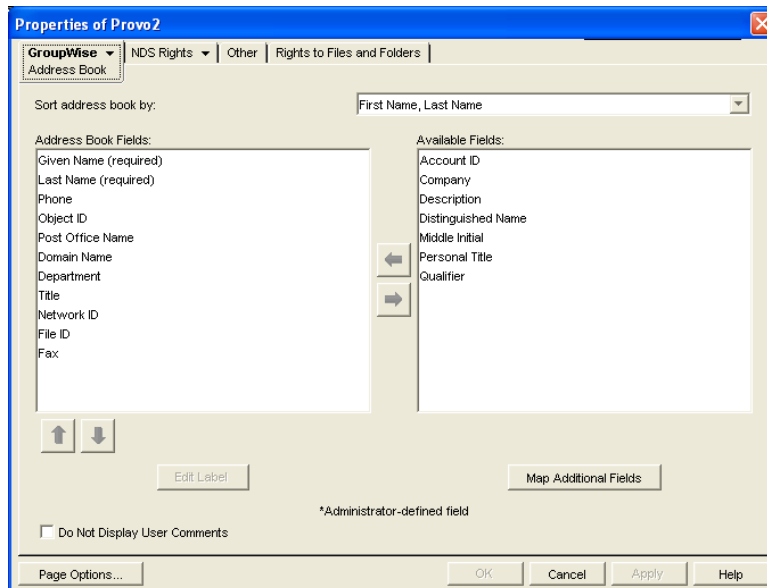 Properties of Provo2
GroupWise NDS Rights Other Rights to Files and Folders
Address Book
Sort address book by: First Name, Last Name
Address Book Fields: Available Fields:
Given Name (required) Account ID
Last Name (required) Company
Phone Description
Object ID Distinguished Name
Post Office Name Middle Initial
Domain Name Personal Title
Department Qualifier
Title
Network ID
File ID
Fax
Edit Label Map Additional Fields
*Administrator-defined field
Do Not Display User Comments
Page Options... OK Cancel Apply Help